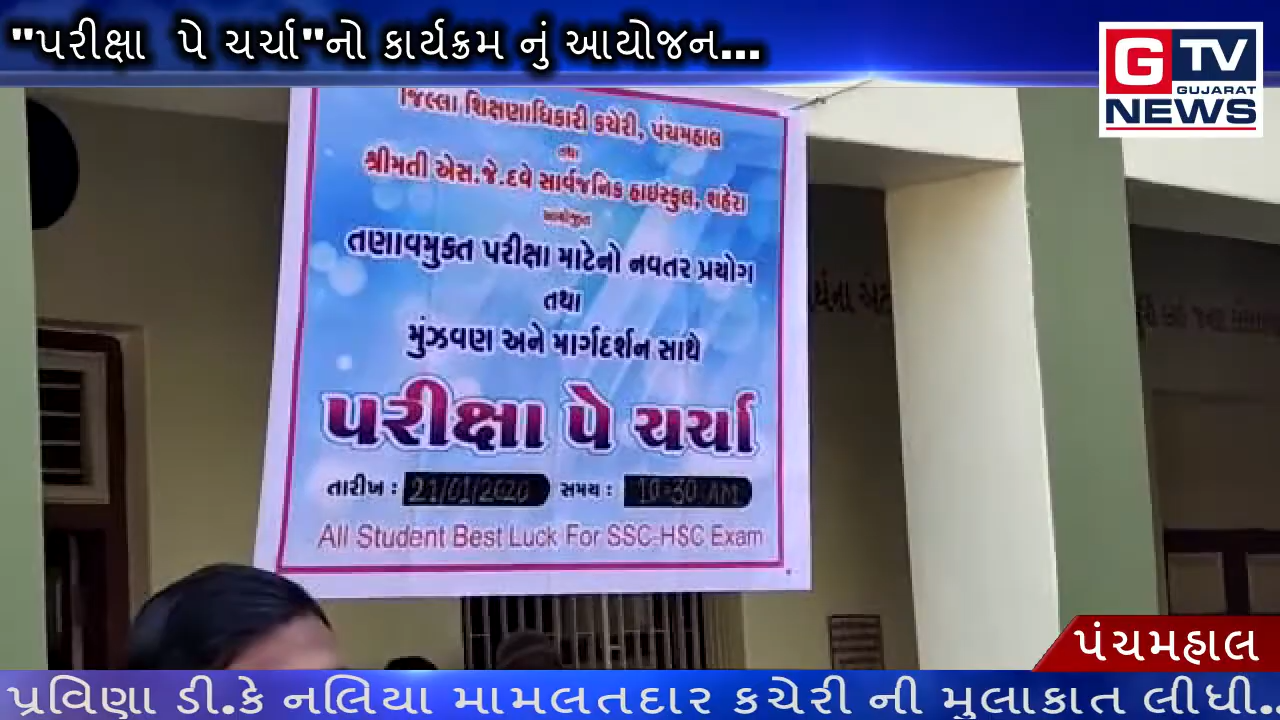 "પરીક્ષા પે ચર્ચા"નો કાર્યક્રમ નું આયોજન...
G TV
GUJARAT
NEWS
જિલ્લા શિક્ષણાધિકારી કચેરી, પંચમહાલ
તથા
શ્રીમતી એસ.જે.દવે સાર્વજનિક હાઇસ્કુલ, શહેરા
આયોજીત
તણાવમુક્ત પરીક્ષા માટેનો નવતર પ્રયોગ
તથા
મુંઝવણ અને માર્ગદર્શન સાથે
પરીક્ષા પે ચર્ચા
તારીખ : 21/01/2020 સમય : 10:30 AM
All Student Best Luck For SSC-HSC Exam
પંચમહાલ
પ્રવિણા ડી.કે નલિયા મામલતદાર કચેરી ની મુલાકાત લીધી..